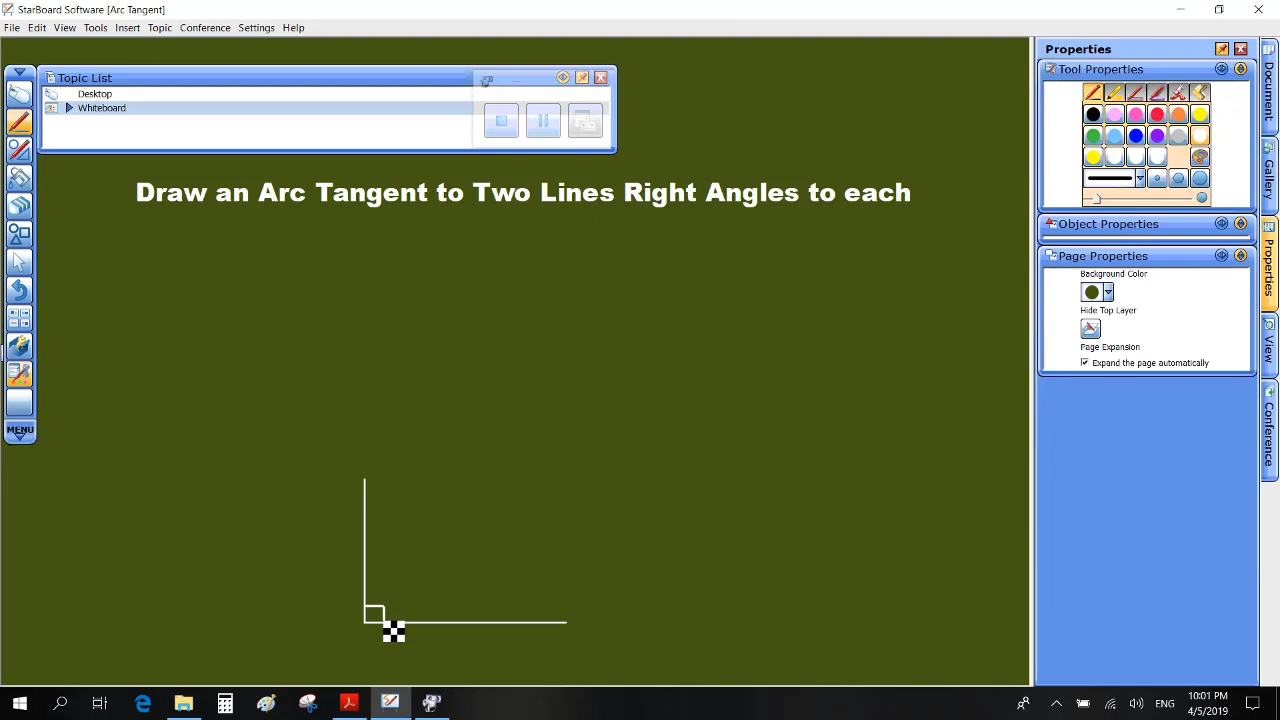 StarBoard Software [Arc Tangent]
File Edit View Tools Insert Topic Conference Settings Help
Topic List
Desktop
Whiteboard
Draw an Arc Tangent to Two Lines Right Angles to each
MENU
Properties
Tool Properties
Object Properties
Page Properties
Background Color
Hide Top Layer
Page Expansion
Expand the page automatically
Document
Gallery
Properties
View
Conference
ENG
10:01 PM
4/5/2019